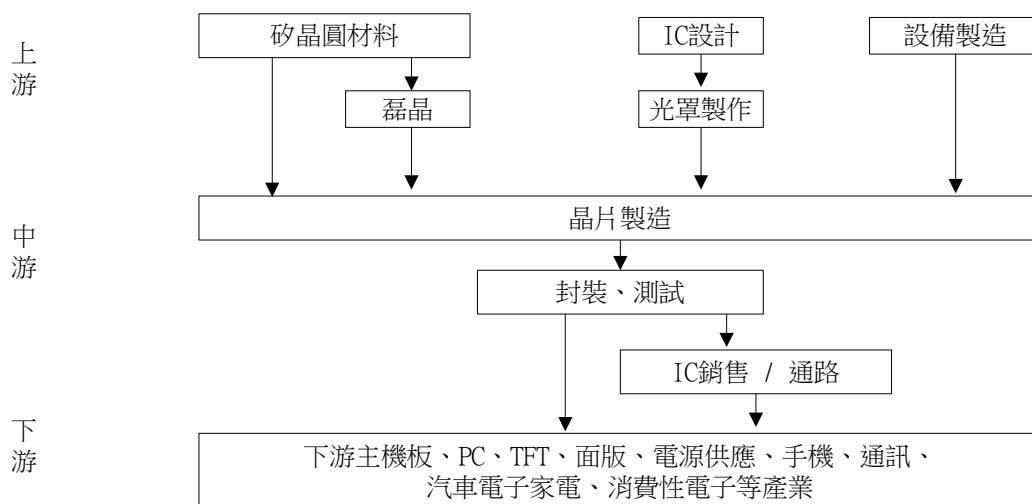 上游
矽晶圓材料
IC設計
設備製造
磊晶
光罩製作
中游
晶片製造
封裝、測試
IC銷售 / 通路
下游
下游主機板、PC、TFT、面版、電源供應、手機、通訊、
汽車電子家電、消費性電子等產業